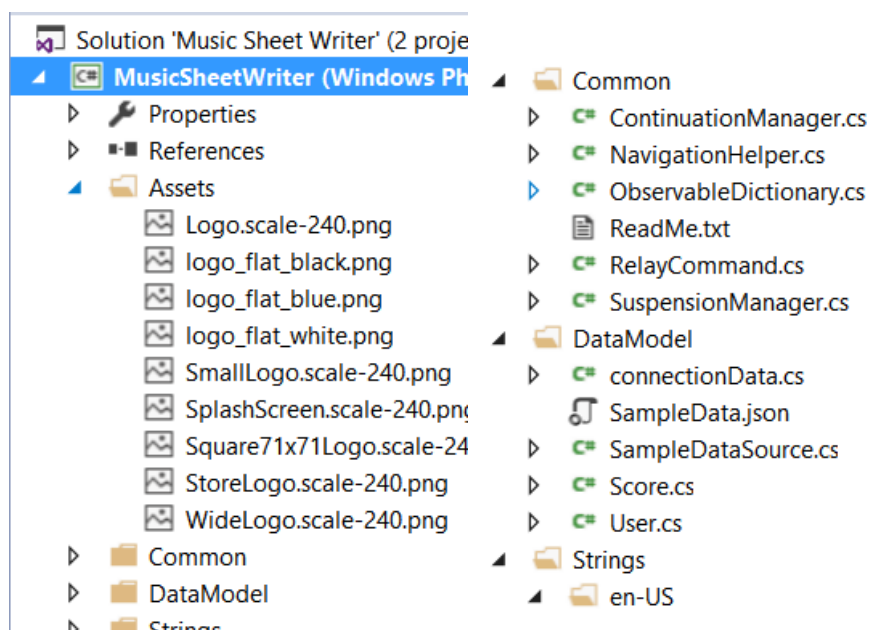 Solution 'Music Sheet Writer' (2 proje
MusicSheetWriter (Windows Ph
Properties
References
Assets
Logo.scale-240.png
logo_flat_black.png
logo_flat_blue.png
logo_flat_white.png
SmallLogo.scale-240.png
SplashScreen.scale-240.png
Square71x71Logo.scale-24
StoreLogo.scale-240.png
WideLogo.scale-240.png
Common
DataModel
Strings
Common
C# ContinuationManager.cs
C# NavigationHelper.cs
C# ObservableDictionary.cs
ReadMe.txt
C# RelayCommand.cs
C# SuspensionManager.cs
DataModel
C# connectionData.cs
SampleData.json
C# SampleDataSource.cs
C# Score.cs
C# User.cs
Strings
en-US